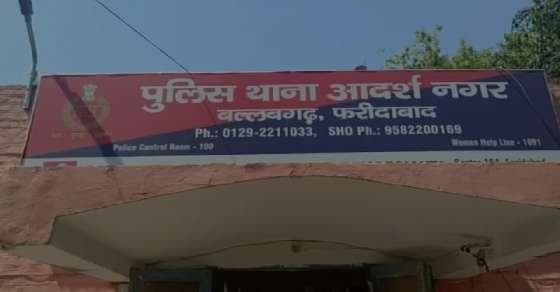 पुलिस थाना आदर्श नगर
बल्लबगढ़, फरीदाबाद
Ph.: 0129-2211033, SHO Ph.: 9582200169
Police Control Room - 100
Women Help Line - 1091